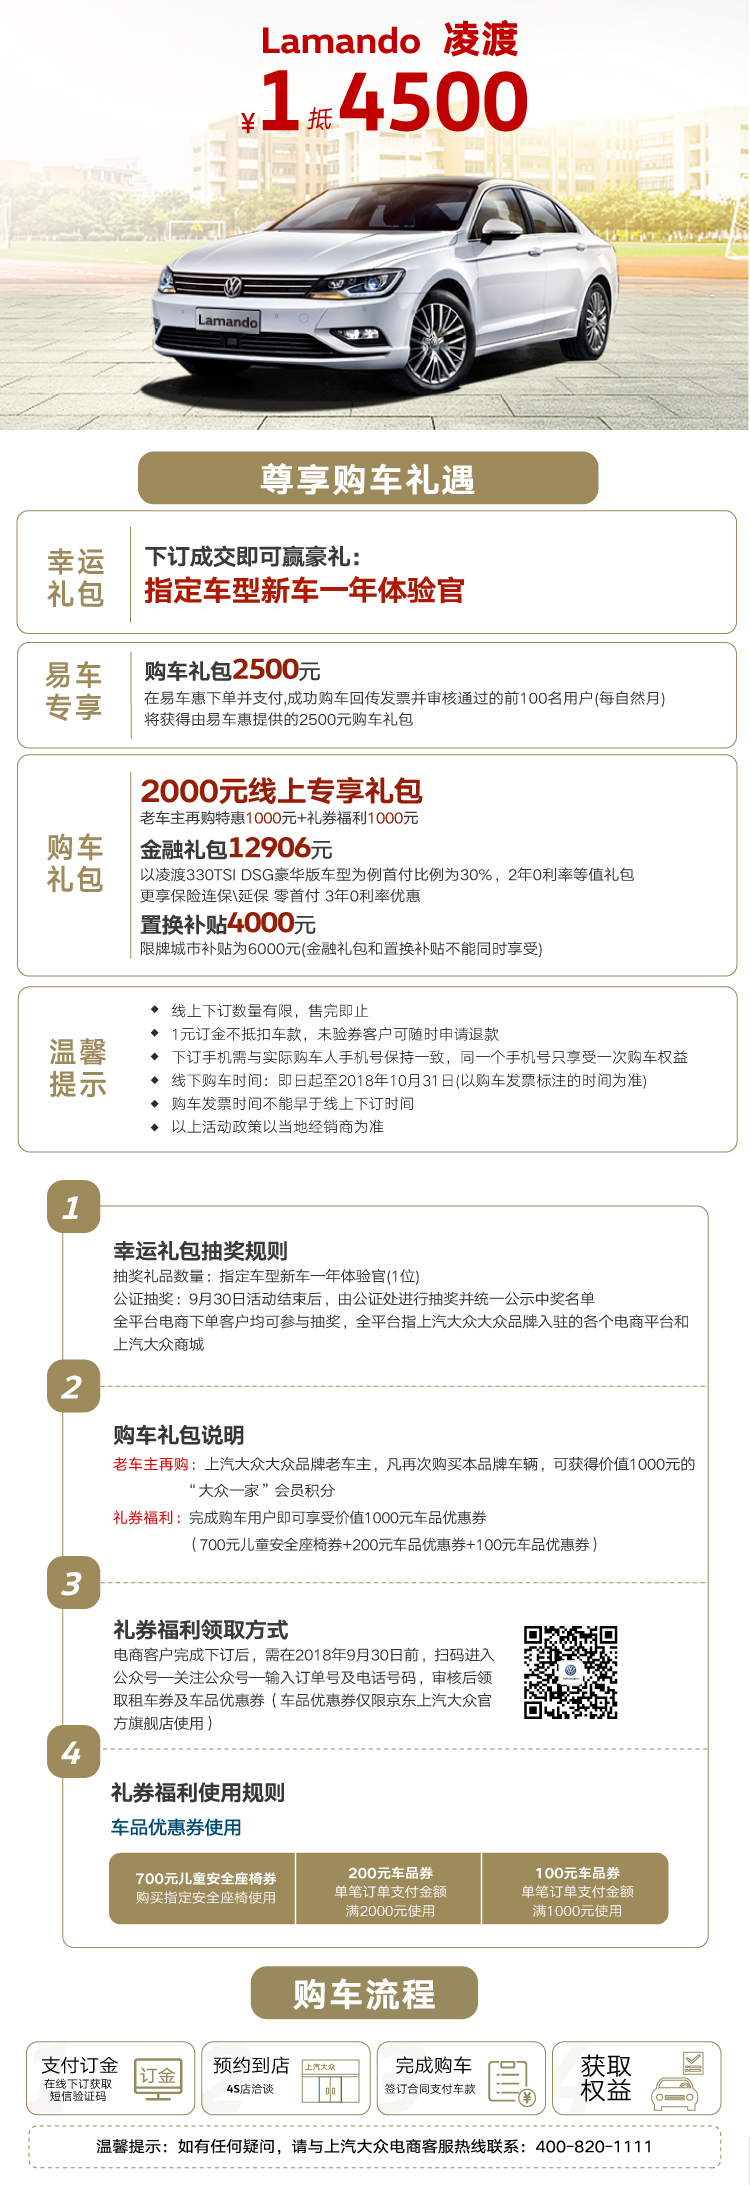 Lamando 凌渡
¥1抵4500
Lamando
尊享购车礼遇
幸运
礼包
下订成交即可赢豪礼：
指定车型新车一年体验官
易车
专享
购车礼包2500元
在易车惠下单并支付,成功购车回传发票并审核通过的前100名用户(每自然月)
将获得由易车惠提供的2500元购车礼包
购车
礼包
2000元线上专享礼包
老车主再购特惠1000元+礼券福利1000元
金融礼包12906元
以凌渡330TSI DSG豪华版车型为例首付比例为30%，2年0利率等值礼包
更享保险连保\延保 零首付 3年0利率优惠
置换补贴4000元
限牌城市补贴为6000元(金融礼包和置换补贴不能同时享受)
温馨
提示
◆ 线上下订数量有限，售完即止
◆ 1元订金不抵扣车款，未验券客户可随时申请退款
◆ 下订手机需与实际购车人手机号保持一致，同一个手机号只享受一次购车权益
◆ 线下购车时间：即日起至2018年10月31日(以购车发票标注的时间为准)
◆ 购车发票时间不能早于线上下订时间
◆ 以上活动政策以当地经销商为准
1
幸运礼包抽奖规则
抽奖礼品数量：指定车型新车一年体验官(1位)
公证抽奖：9月30日活动结束后，由公证处进行抽奖并统一公示中奖名单
全平台电商下单客户均可参与抽奖，全平台指上汽大众大众品牌入驻的各个电商平台和
上汽大众商城
2
购车礼包说明
老车主再购：上汽大众大众品牌老车主，凡再次购买本品牌车辆，可获得价值1000元的
“大众一家”会员积分
礼券福利：完成购车用户即可享受价值1000元车品优惠券
（700元儿童安全座椅券+200元车品优惠券+100元车品优惠券）
3
礼券福利领取方式
电商客户完成下订后，需在2018年9月30日前，扫码进入
公众号—关注公众号—输入订单号及电话号码，审核后领
取租车券及车品优惠券（车品优惠券仅限京东上汽大众官
方旗舰店使用）
4
礼券福利使用规则
车品优惠券使用
700元儿童安全座椅券
购买指定安全座椅使用
200元车品券
单笔订单支付金额
满2000元使用
100元车品券
单笔订单支付金额
满1000元使用
购车流程
1
支付订金
在线下订获取
短信验证码
订金
2
预约到店
4S店洽谈
上汽大众
3
完成购车
签订合同支付车款
¥
4
获取
权益
温馨提示：如有任何疑问，请与上汽大众电商客服热线联系：400-820-1111